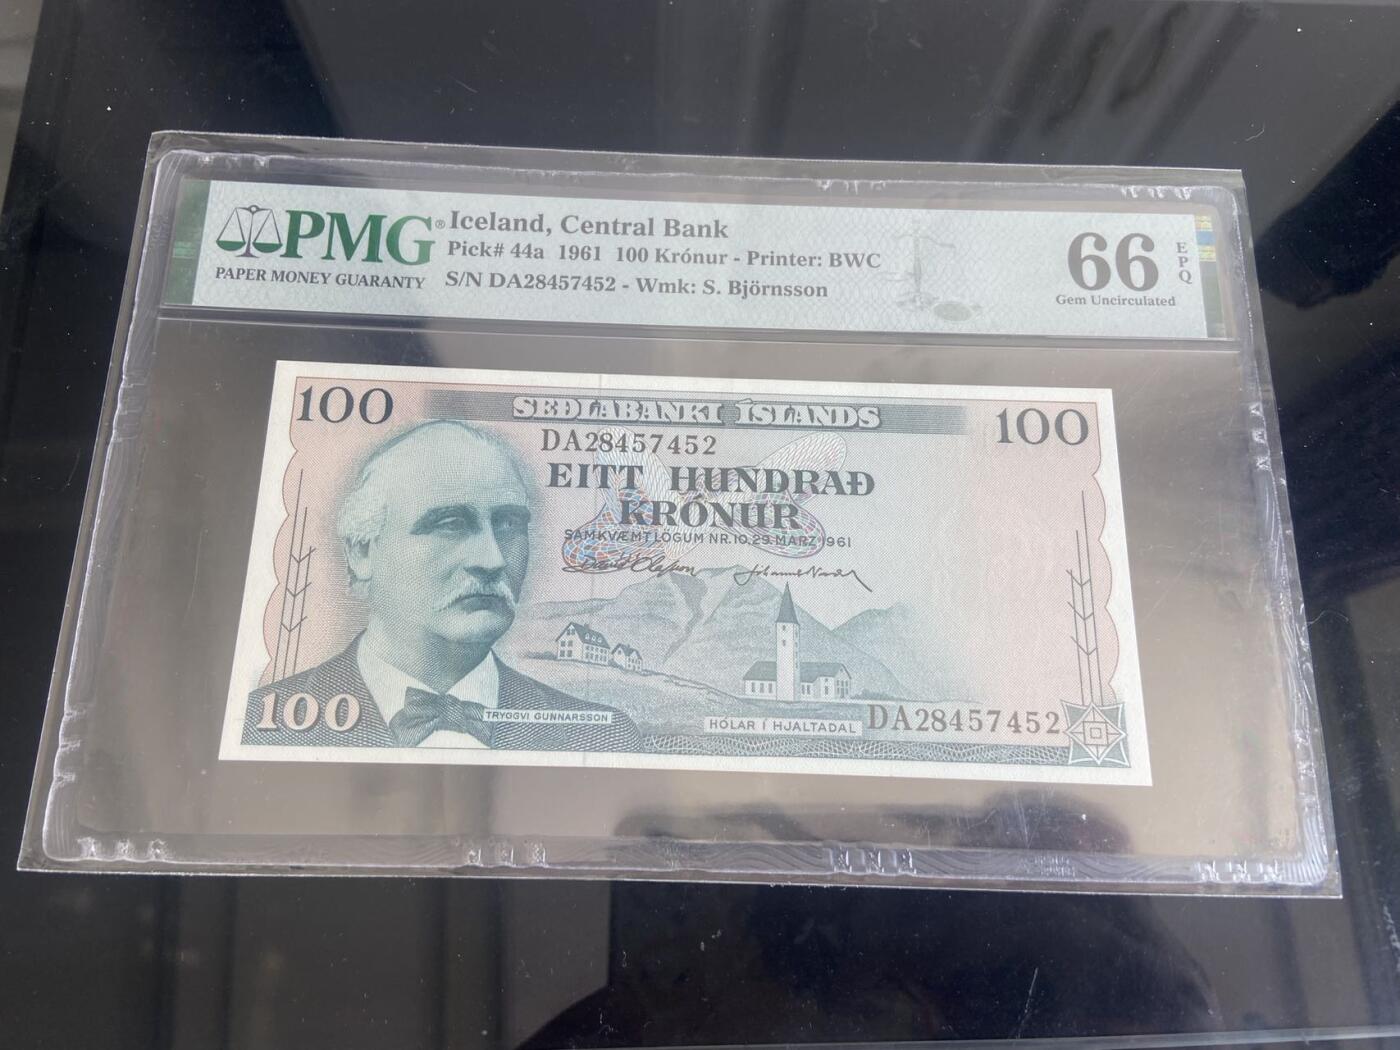 PMG®
PAPER MONEY GUARANTY
Iceland, Central Bank
Pick# 44a 1961 100 Krónur - Printer: BWC
S/N DA28457452 - Wmk: S. Björnsson
66
EPQ
Gem Uncirculated
100
SEÐLABANKI ÍSLANDS
100
DA28457452
EITT HUNDRAÐ
KRÓNUR
SAMKVÆMT LÖGUM NR. 10, 29. MARZ 1961
100
TRYGGVI GUNNARSSON
HÓLAR Í HJALTADAL
DA28457452